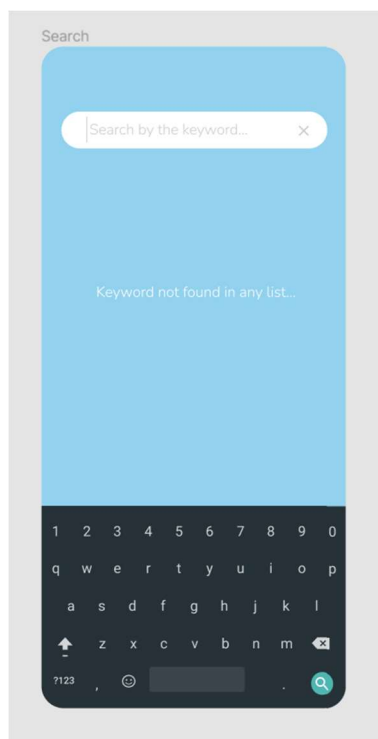 Search
Search by the keyword...
Keyword not found in any list...
1 2 3 4 5 6 7 8 9 0
q w e r t y u i o p
a s d f g h j k l
z x c v b n m
?123 , .